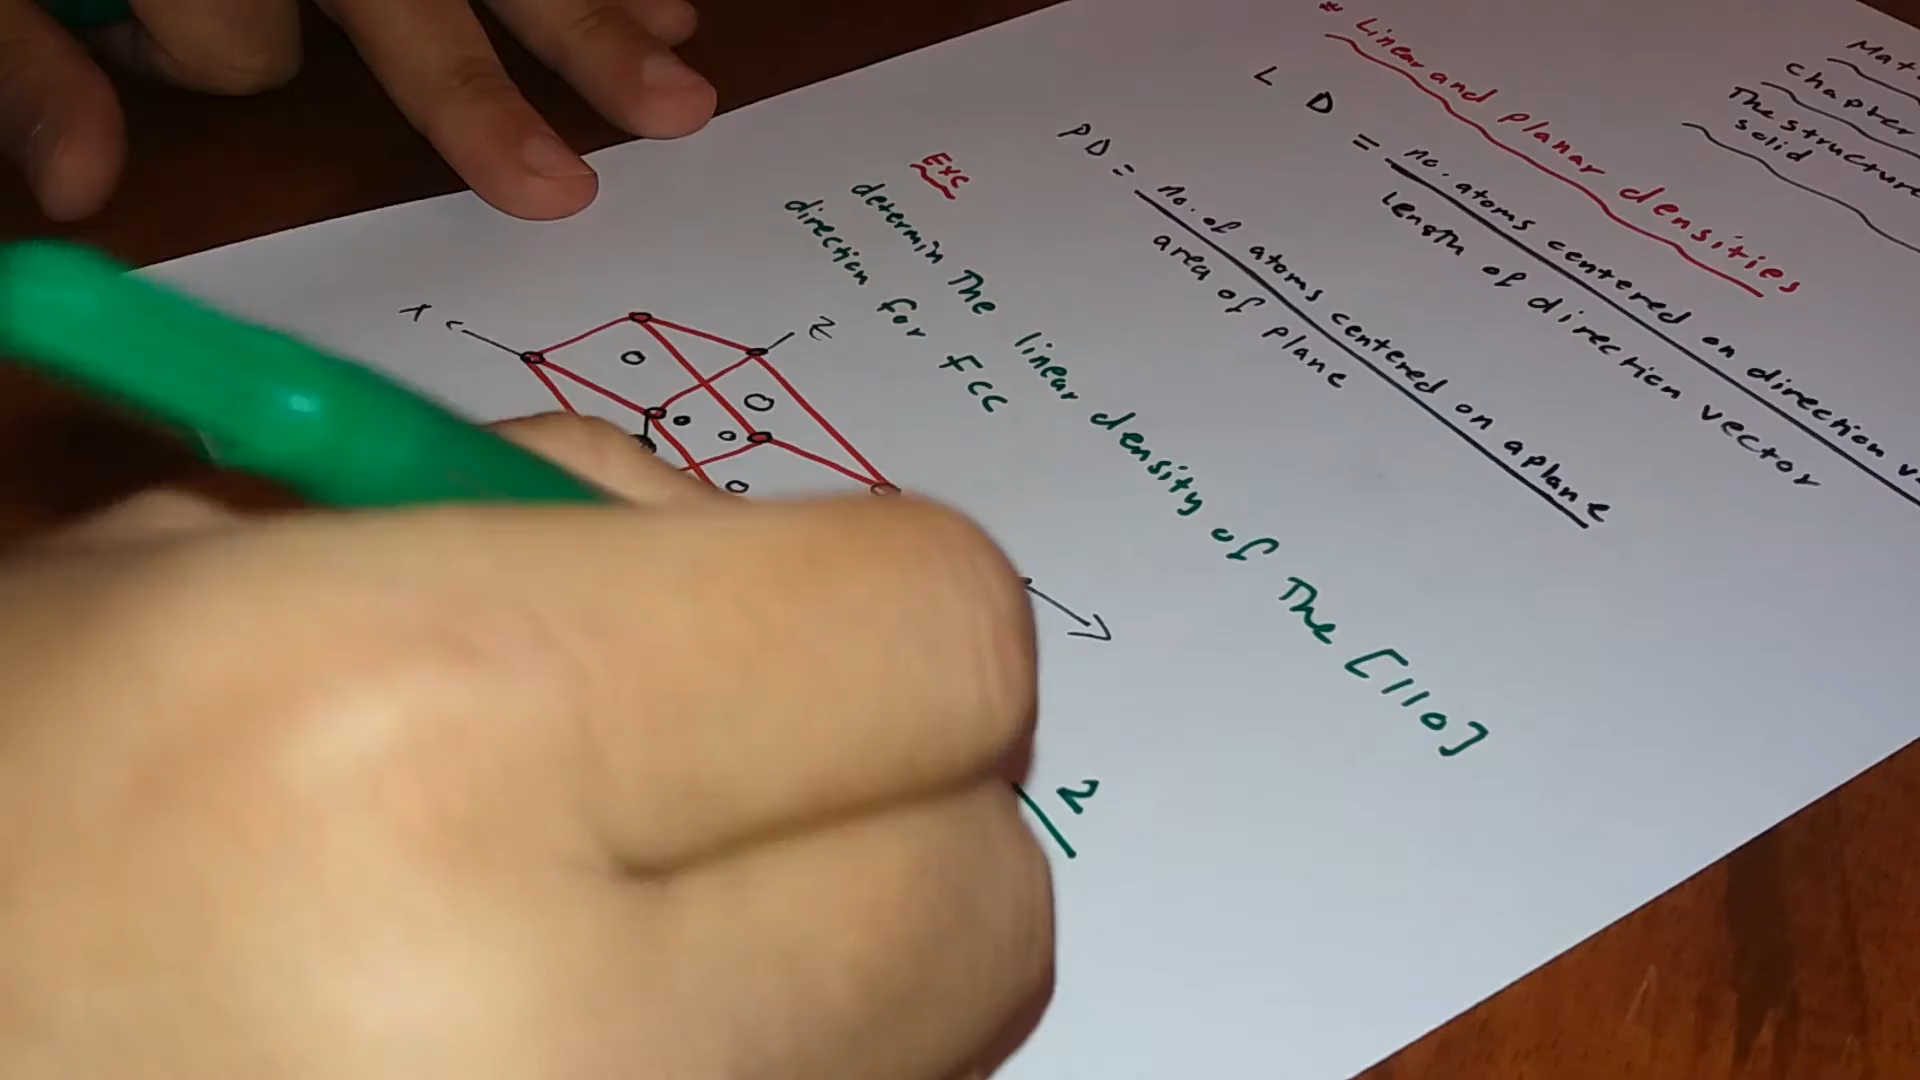 Chapter
The structure
solid
* Linear and planar densities
L D = no. atoms centered on direction
Length of direction vector
PD = no. of atoms centered on a plane
area of plane
Exc
determin The linear density of The [110]
direction for FCC
X
Z
2